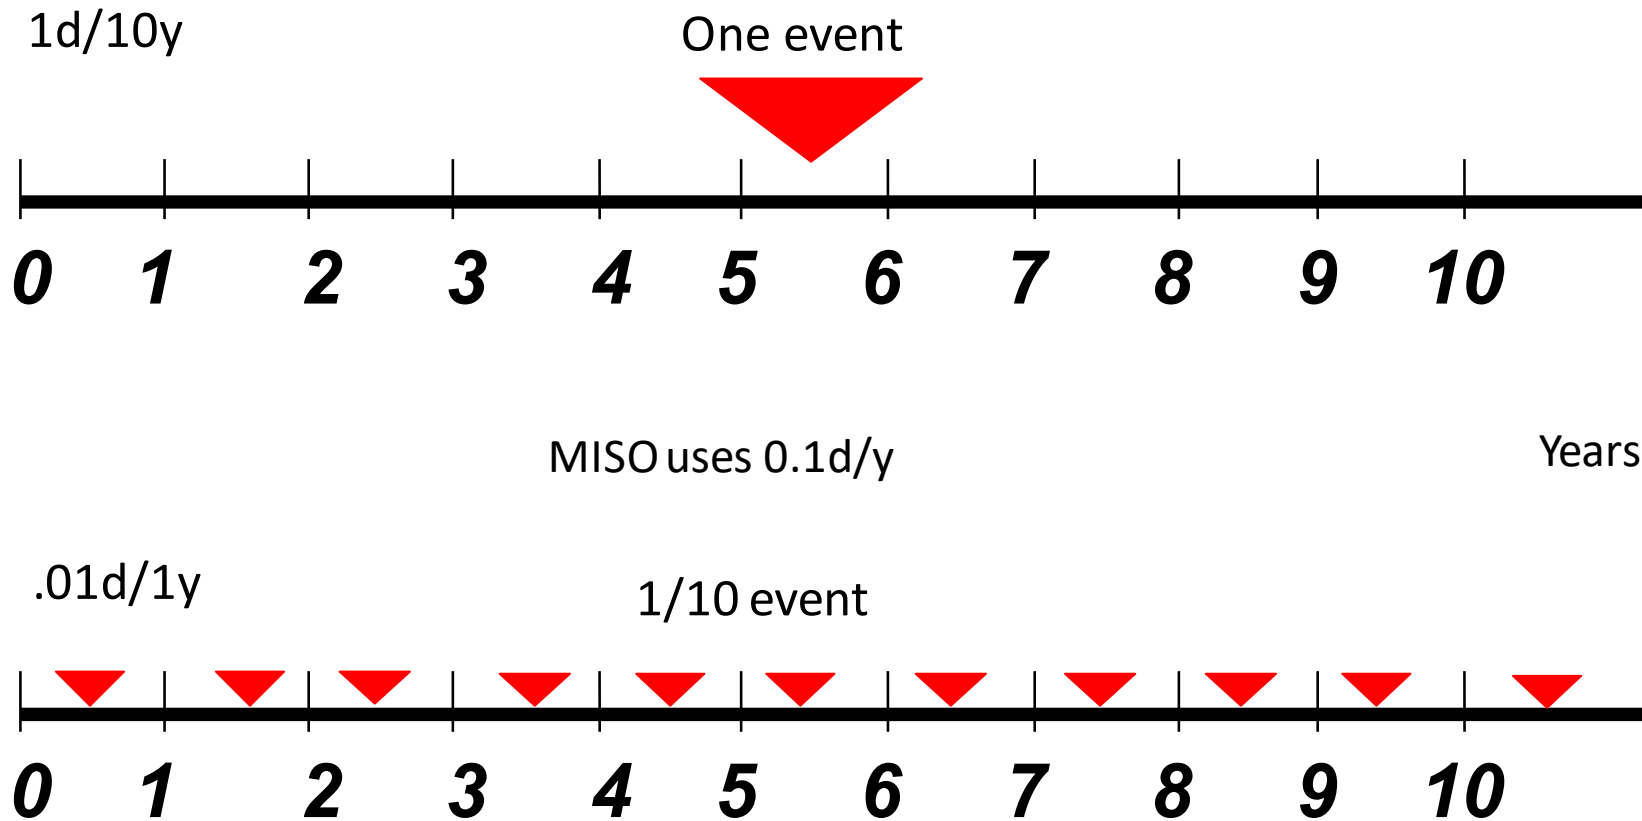 1d/10y
One event
0 1 2 3 4 5 6 7 8 9 10
MISO uses 0.1d/y
Years
.01d/1y
1/10 event
0 1 2 3 4 5 6 7 8 9 10